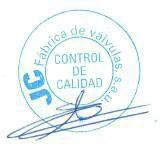 JC Fábrica de válvulas, s.a.u.
CONTROL
DE
CALIDAD